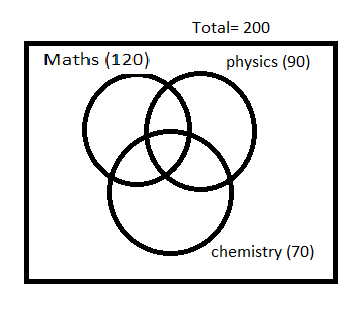 Total= 200
Maths (120)
physics (90)
chemistry (70)